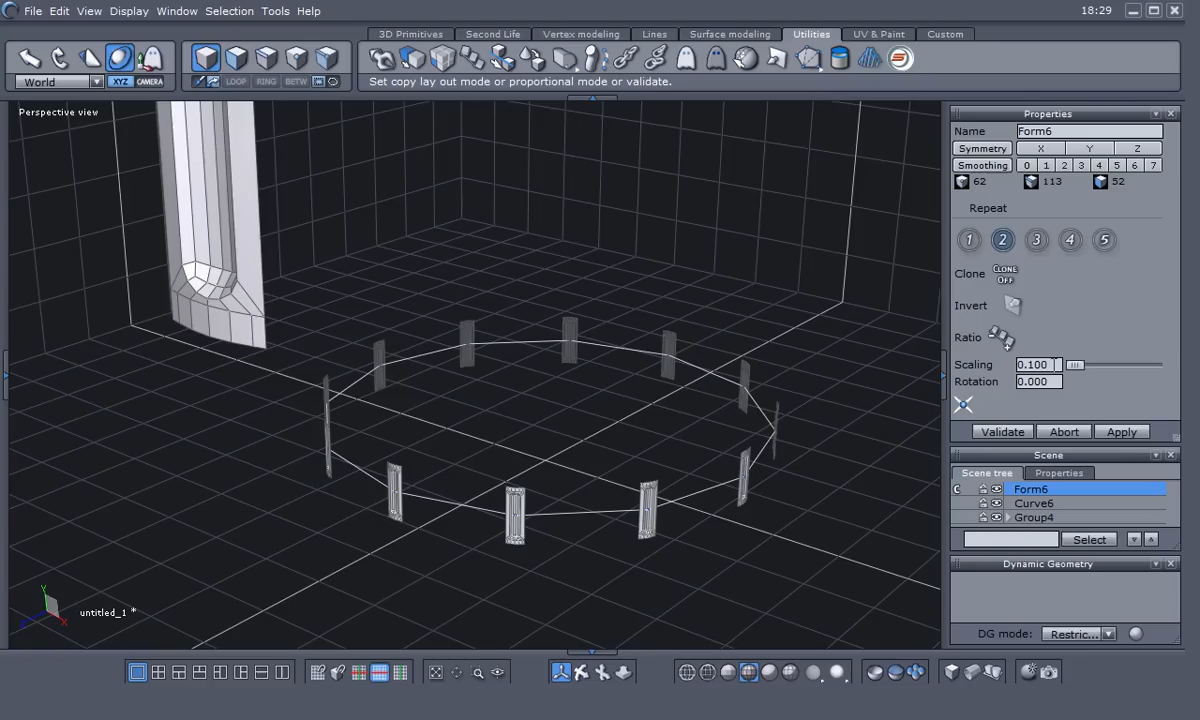 File Edit View Display Window Selection Tools Help 18:29
3D Primitives Second Life Vertex modeling Lines Surface modeling Utilities UV & Paint Custom
World XYZ CAMERA LOOP RING BETW
Set copy lay out mode or proportional mode or validate.
Perspective view
Properties
Name Form6
Symmetry X Y Z
Smoothing 0 1 2 3 4 5 6 7
62 113 52
Repeat
1 2 3 4 5
Clone CLONE OFF
Invert
Ratio
Scaling 0.100
Rotation 0.000
Validate Abort Apply
Scene
Scene tree Properties
C Form6
Curve6
Group4
Select
Dynamic Geometry
DG mode: Restric...
Y
X
untitled_1 *